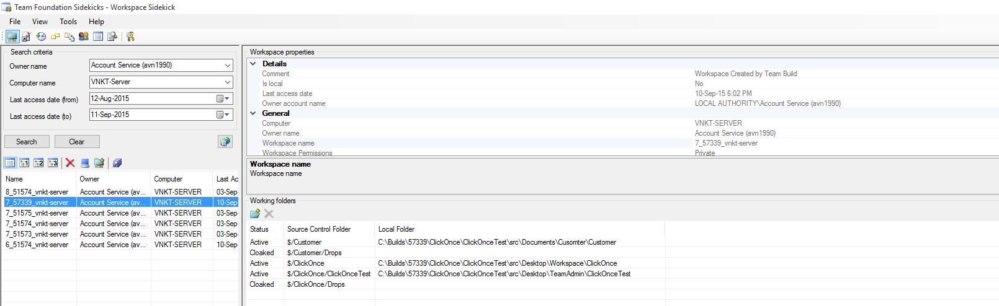 Team Foundation Sidekicks - Workspace Sidekick
File View Tools Help
Search criteria
Owner name Account Service (avn1990)
Computer name VNKT-Server
Last access date (from) 12-Aug-2015
Last access date (to) 11-Sep-2015
Search Clear
1 2 3
Name Owner Computer Last Ac
8_51574_vnkt-server Account Service (av... VNKT-SERVER 03-Sep-
7_57339_vnkt-server Account Service (av... VNKT-SERVER 10-Sep-
7_51575_vnkt-server Account Service (av... VNKT-SERVER 03-Sep-
7_51574_vnkt-server Account Service (av... VNKT-SERVER 03-Sep-
7_51573_vnkt-server Account Service (av... VNKT-SERVER 03-Sep-
6_51574_vnkt-server Account Service (av... VNKT-SERVER 10-Sep-
Workspace properties
Details
Comment Workspace Created by Team Build
Is local No
Last access date 10-Sep-15 6:02 PM
Owner account name LOCAL AUTHORITY\Account Service (avn1990)
General
Computer VNKT-SERVER
Owner name Account Service (avn1990)
Workspace name 7_57339_vnkt-server
Workspace Permissions Private
Workspace name
Workspace name
Working folders
Status Source Control Folder Local Folder
Active $/Customer C:\Builds\57339\ClickOnce\ClickOnceTest\src\Documents\Cusomter\Customer
Cloaked $/Customer/Drops
Active $/ClickOnce C:\Builds\57339\ClickOnce\ClickOnceTest\src\Desktop\Workspace\ClickOnce
Active $/ClickOnce/ClickOnceTest C:\Builds\57339\ClickOnce\ClickOnceTest\src\Desktop\TeamAdmin\ClickOnceTest
Cloaked $/ClickOnce/Drops